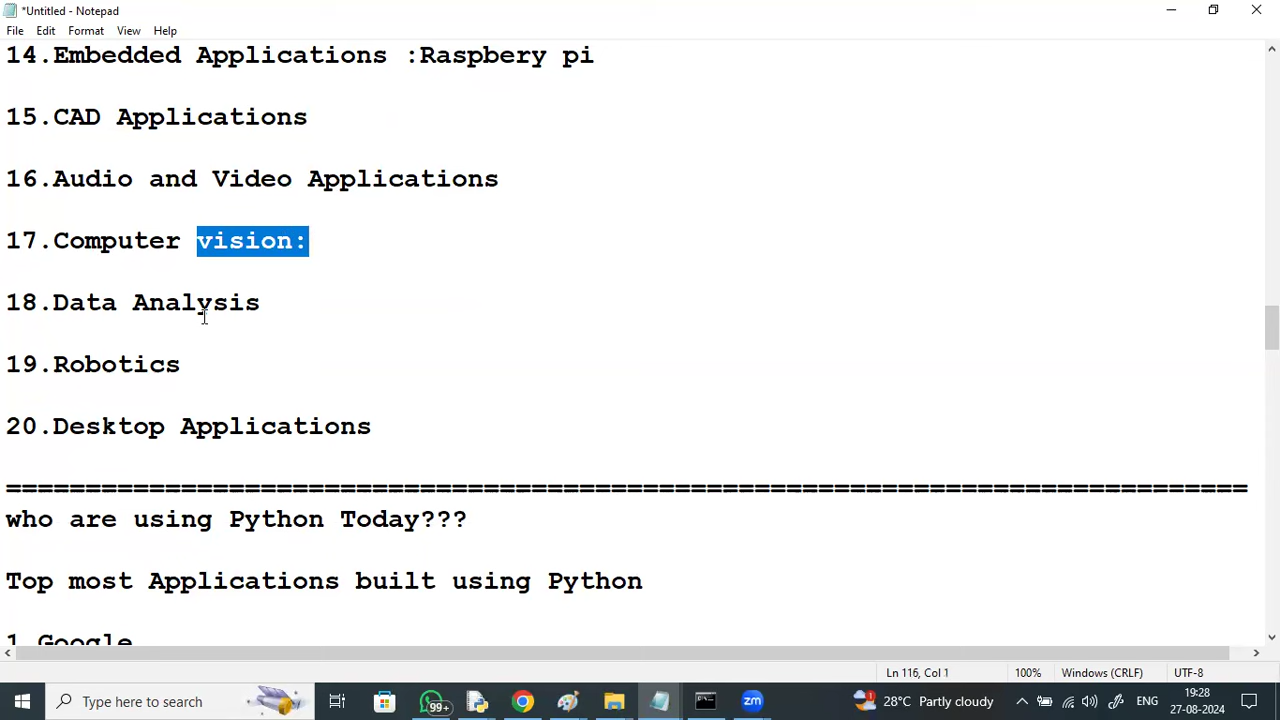 *Untitled - Notepad
File Edit Format View Help
14.Embedded Applications :Raspbery pi
15.CAD Applications
16.Audio and Video Applications
17.Computer vision:
18.Data Analysis
19.Robotics
20.Desktop Applications
===============================================================================
who are using Python Today???
Top most Applications built using Python
1.Google
Ln 116, Col 1 100% Windows (CRLF) UTF-8
Type here to search 99+ zm 1 28°C Partly cloudy ENG 19:28
27-08-2024